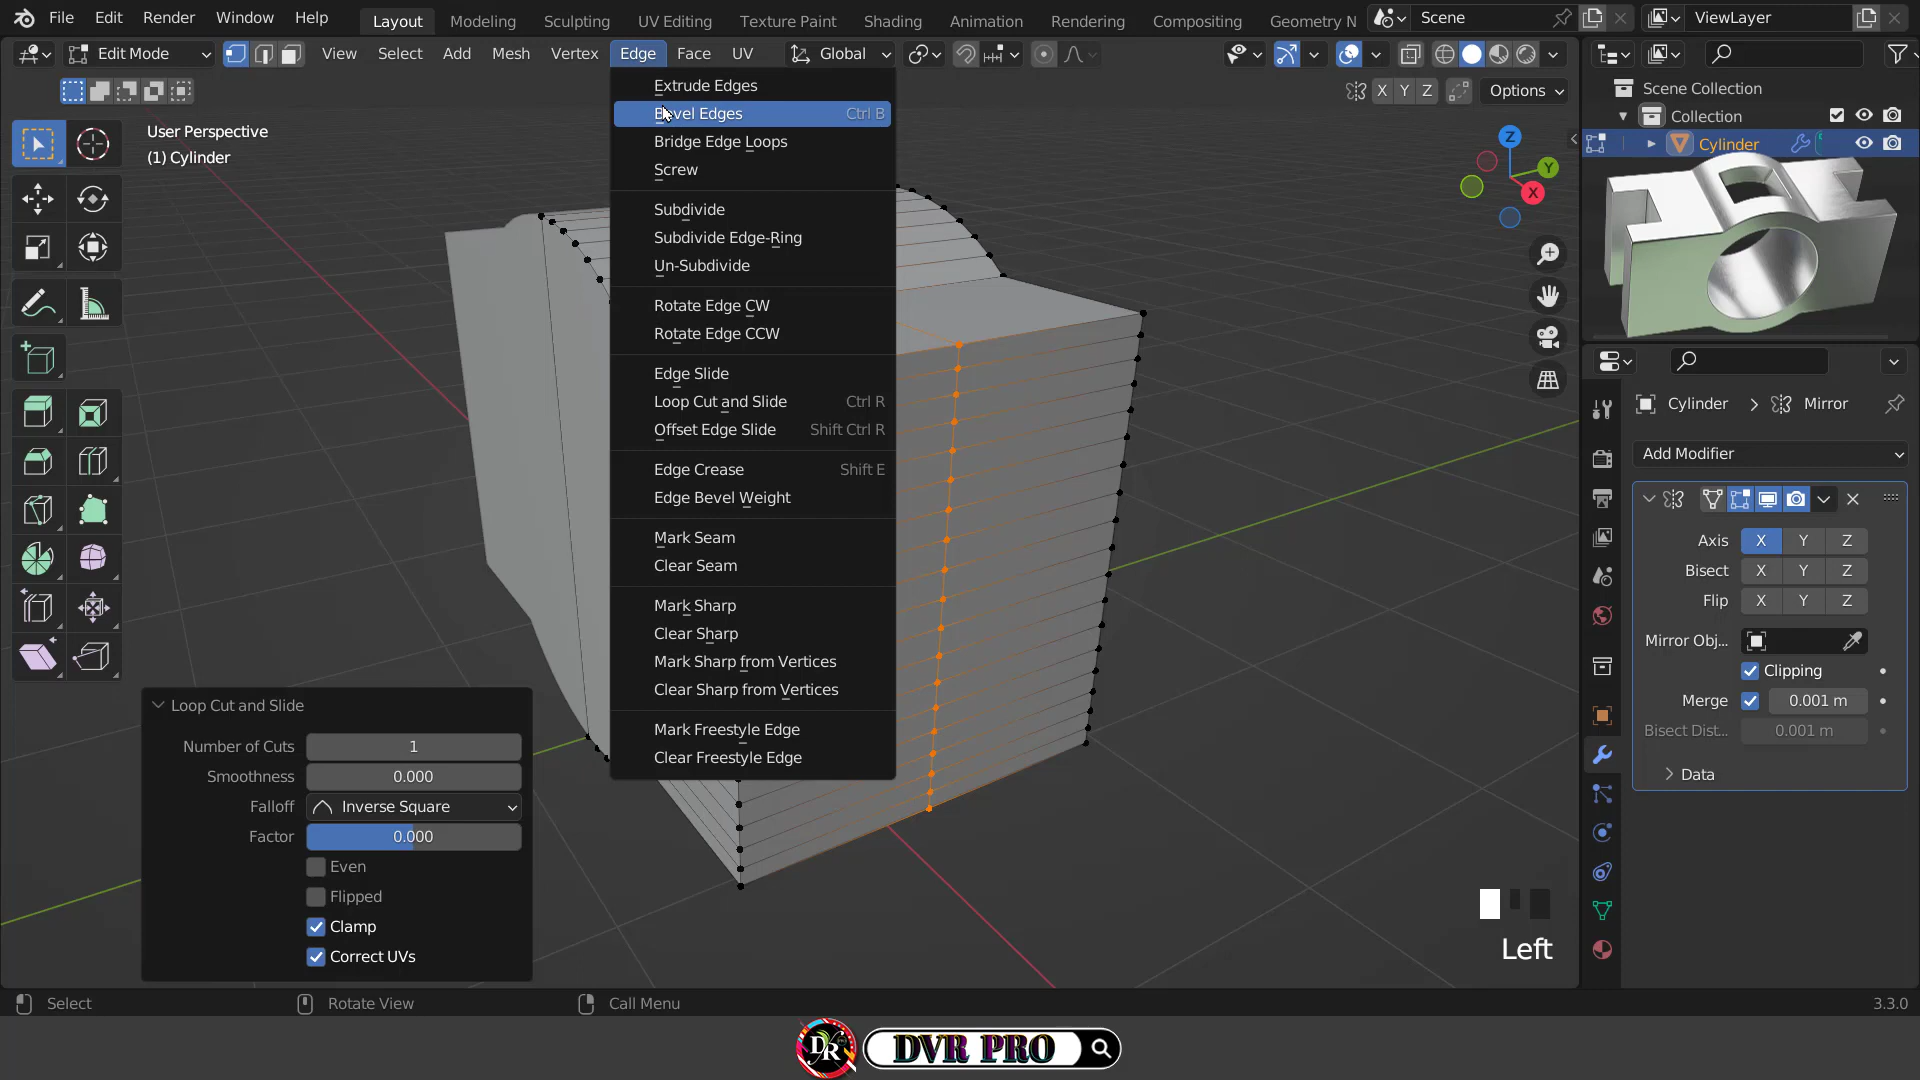 File Edit Render Window Help Layout Modeling Sculpting UV Editing Texture Paint Shading Animation Rendering Compositing Geometry N Scene ViewLayer
Edit Mode View Select Add Mesh Vertex Edge Face UV Global
X Y Z Options
User Perspective
(1) Cylinder
Extrude Edges
Bevel Edges Ctrl B
Bridge Edge Loops
Screw
Subdivide
Subdivide Edge-Ring
Un-Subdivide
Rotate Edge CW
Rotate Edge CCW
Edge Slide
Loop Cut and Slide Ctrl R
Offset Edge Slide Shift Ctrl R
Edge Crease Shift E
Edge Bevel Weight
Mark Seam
Clear Seam
Mark Sharp
Clear Sharp
Mark Sharp from Vertices
Clear Sharp from Vertices
Mark Freestyle Edge
Clear Freestyle Edge
Z
Y
X
Scene Collection
Collection
Cylinder
Cylinder > Mirror
Add Modifier
Axis X Y Z
Bisect X Y Z
Flip X Y Z
Mirror Obj...
Clipping
Merge 0.001 m
Bisect Dist... 0.001 m
Data
Loop Cut and Slide
Number of Cuts 1
Smoothness 0.000
Falloff Inverse Square
Factor 0.000
Even
Flipped
Clamp
Correct UVs
Left
Select Rotate View Call Menu 3.3.0
DR DVR PRO